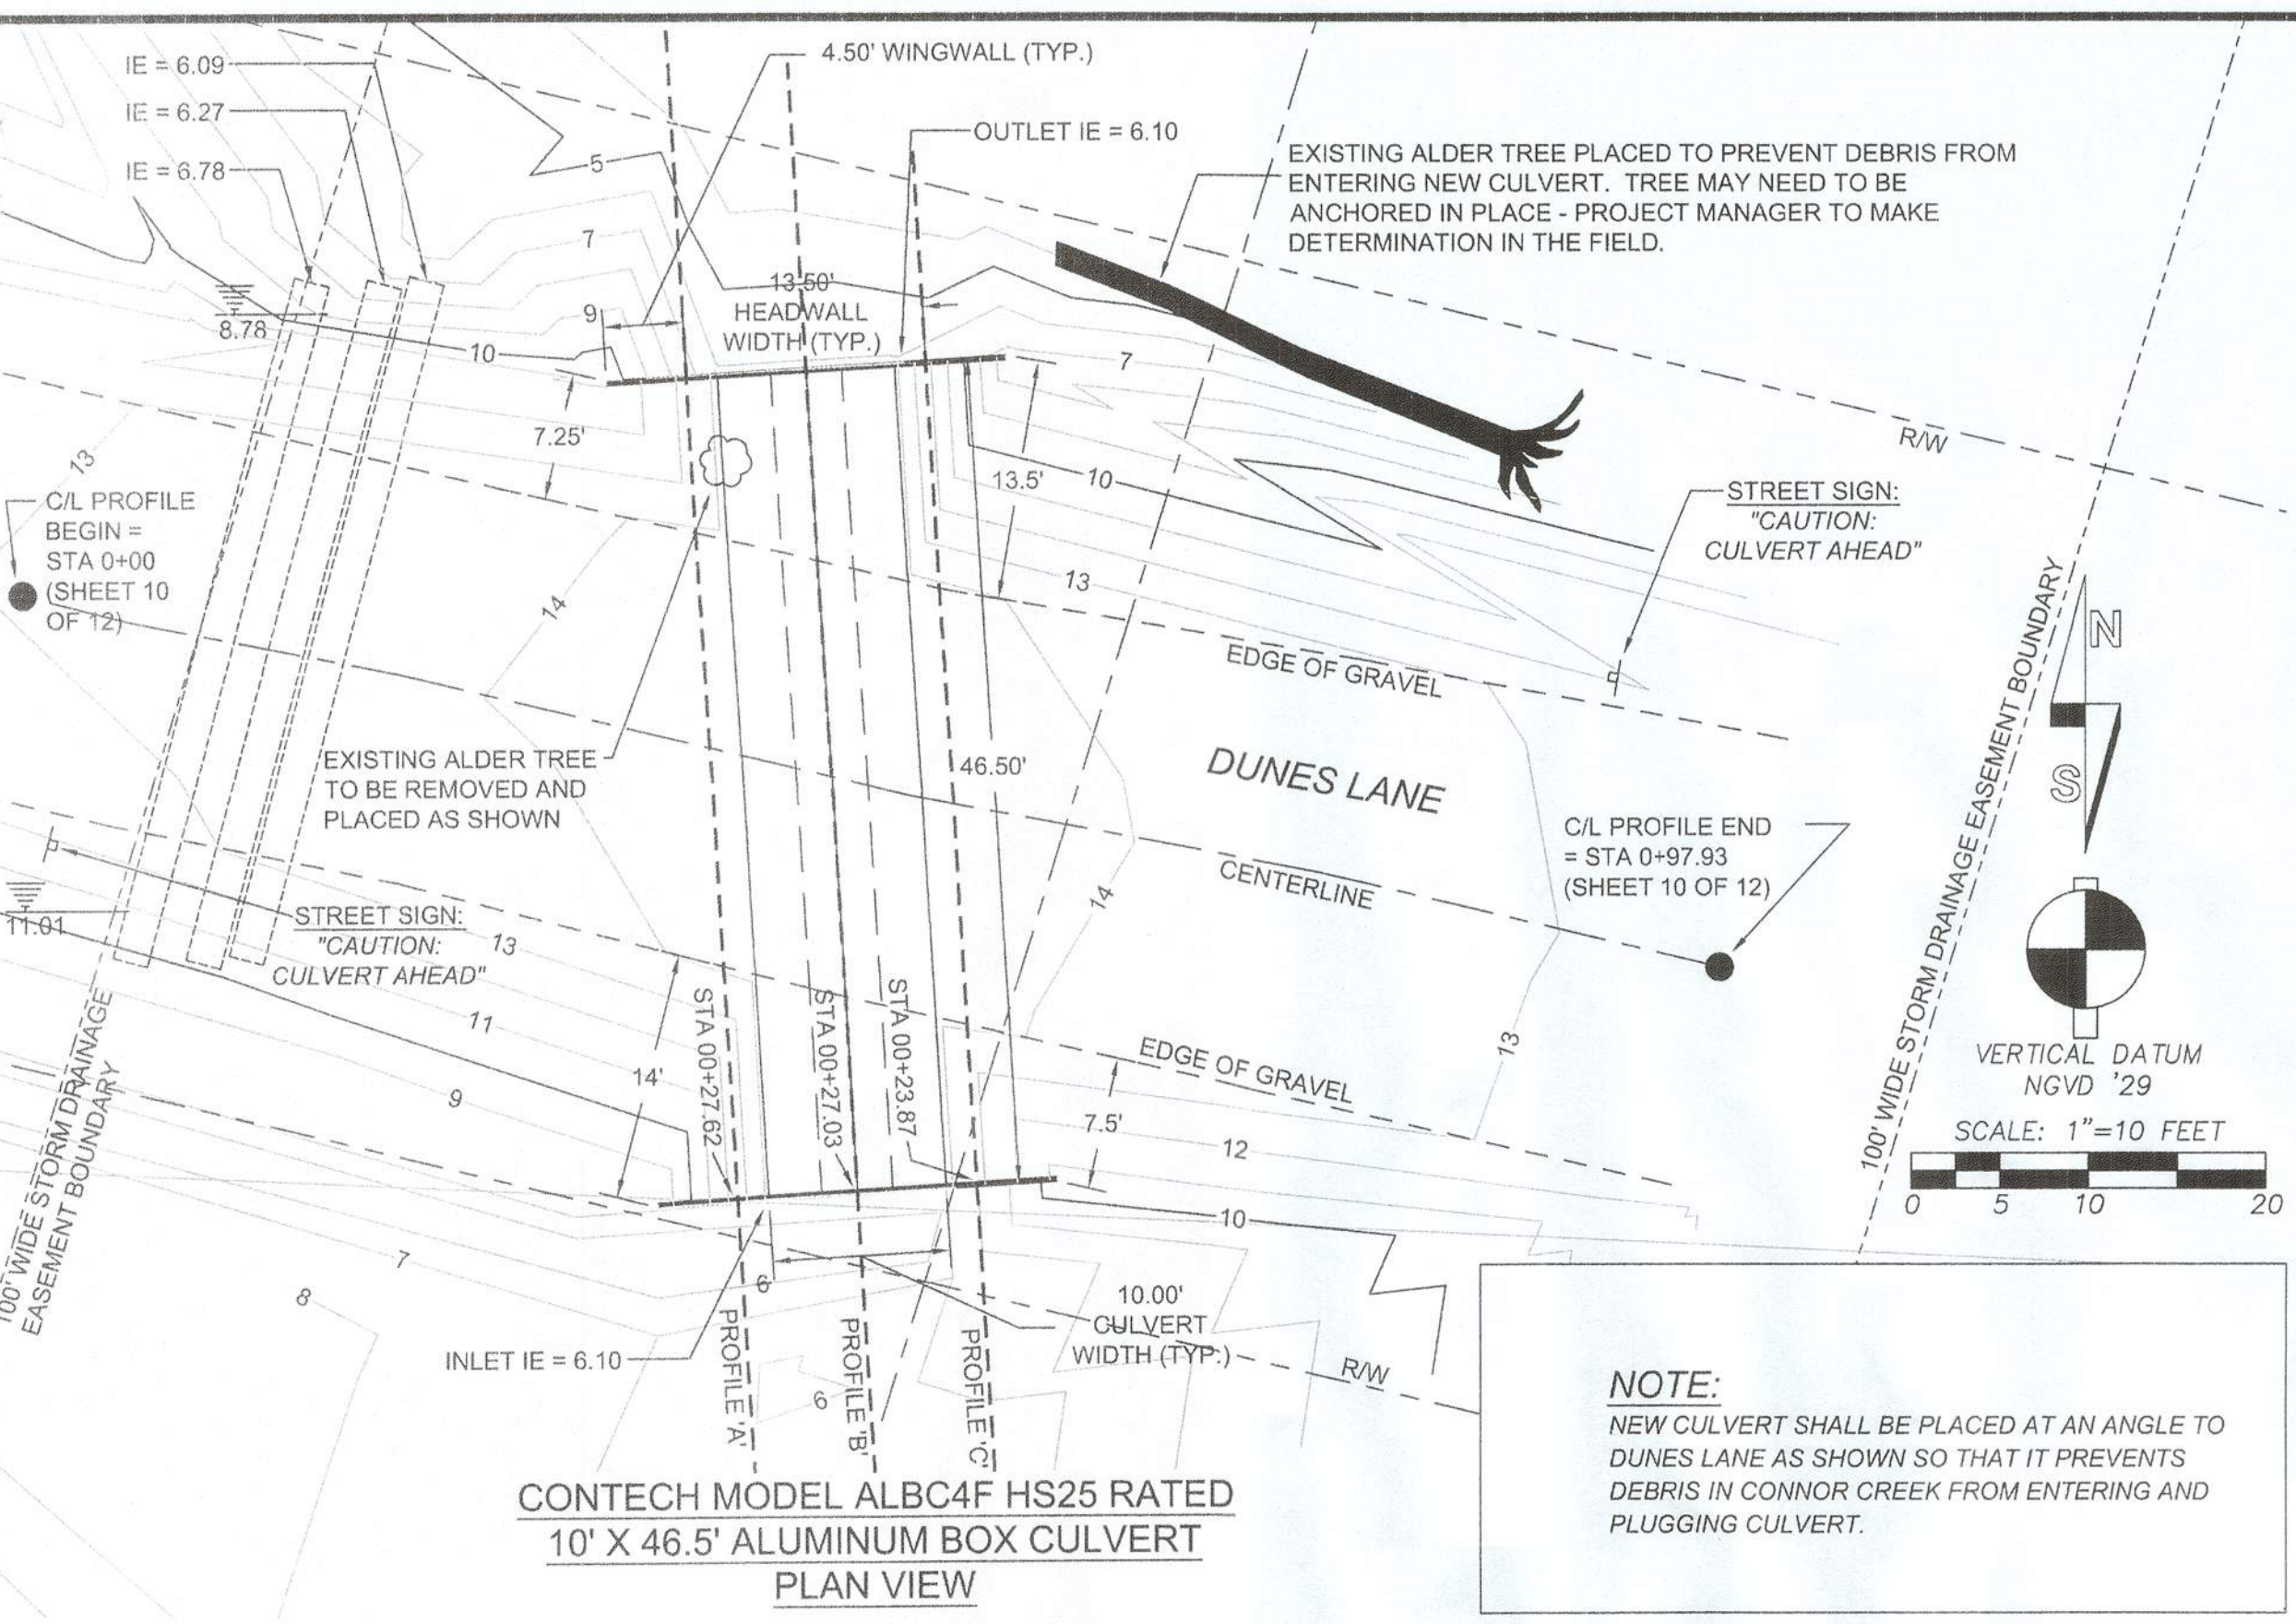 IE = 6.09
IE = 6.27
IE = 6.78
4.50' WINGWALL (TYP.)
OUTLET IE = 6.10
EXISTING ALDER TREE PLACED TO PREVENT DEBRIS FROM
ENTERING NEW CULVERT. TREE MAY NEED TO BE
ANCHORED IN PLACE - PROJECT MANAGER TO MAKE
DETERMINATION IN THE FIELD.
5
7
9
10
8.78
13.50'
HEADWALL
WIDTH (TYP.)
7
7.25'
13
13.5'
10
R/W
C/L PROFILE
BEGIN =
STA 0+00
(SHEET 10
OF 12)
STREET SIGN:
"CAUTION:
CULVERT AHEAD"
14
13
EDGE OF GRAVEL
N
S
EXISTING ALDER TREE
TO BE REMOVED AND
PLACED AS SHOWN
46.50'
DUNES LANE
C/L PROFILE END
= STA 0+97.93
(SHEET 10 OF 12)
CENTERLINE
14
11.01
STREET SIGN:
"CAUTION:
CULVERT AHEAD"
13
11
9
14'
STA 00+27.62
STA 00+27.03
STA 00+23.87
EDGE OF GRAVEL
7.5'
13
12
10
100' WIDE STORM DRAINAGE EASEMENT BOUNDARY
VERTICAL DATUM
NGVD '29
SCALE: 1"=10 FEET
0 5 10 20
100' WIDE STORM DRAINAGE
EASEMENT BOUNDARY
7
8
6
6
INLET IE = 6.10
PROFILE 'A'
PROFILE 'B'
PROFILE 'C'
10.00'
CULVERT
WIDTH (TYP.)
R/W
CONTECH MODEL ALBC4F HS25 RATED
10' X 46.5' ALUMINUM BOX CULVERT
PLAN VIEW
NOTE:
NEW CULVERT SHALL BE PLACED AT AN ANGLE TO
DUNES LANE AS SHOWN SO THAT IT PREVENTS
DEBRIS IN CONNOR CREEK FROM ENTERING AND
PLUGGING CULVERT.